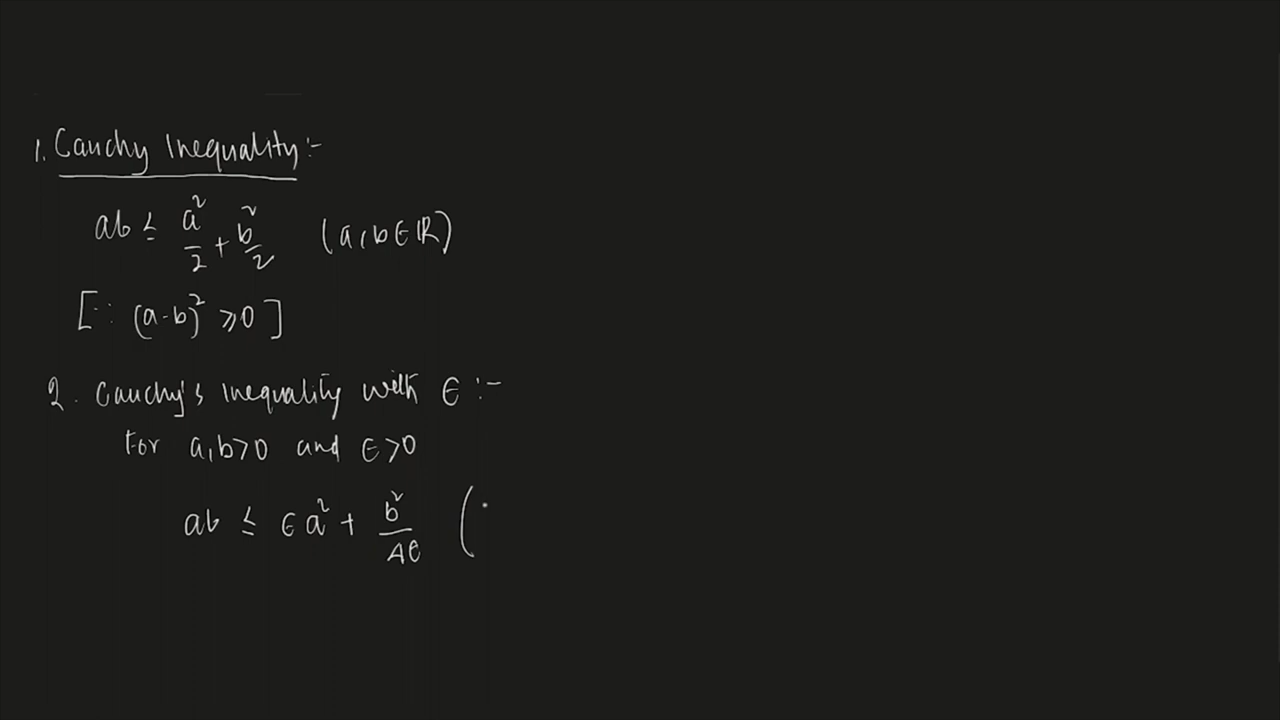 1. Cauchy Inequality:-
ab ≤ a²/2 + b²/2 (a,b∈ℝ)
[∵ (a-b)² ≥0]
2. Cauchy's inequality with ϵ :-
For a,b>0 and ϵ>0
ab ≤ ϵa² + b²/4ϵ (